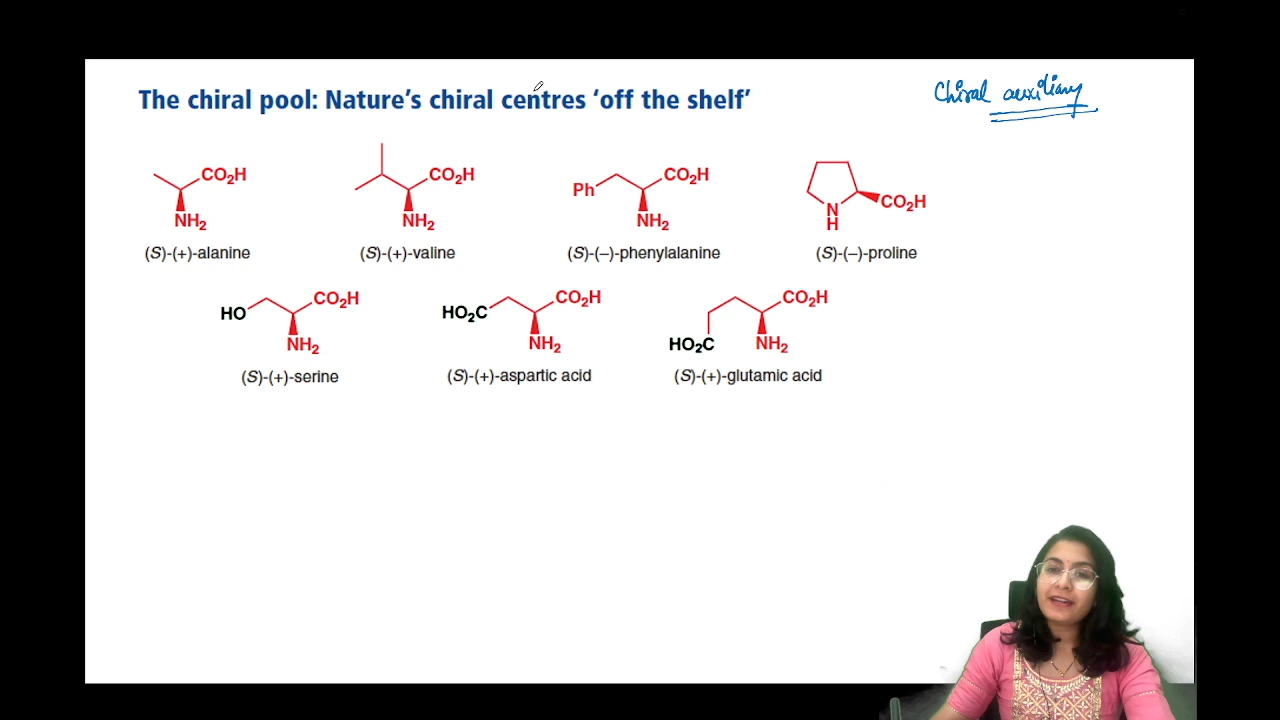 The chiral pool: Nature's chiral centres 'off the shelf'
Chiral auxiliary
CO2H
NH2
(S)-(+)-alanine
CO2H
NH2
(S)-(+)-valine
Ph
CO2H
NH2
(S)-(–)-phenylalanine
N
H
CO2H
(S)-(–)-proline
HO
CO2H
NH2
(S)-(+)-serine
HO2C
CO2H
NH2
(S)-(+)-aspartic acid
HO2C
CO2H
NH2
(S)-(+)-glutamic acid